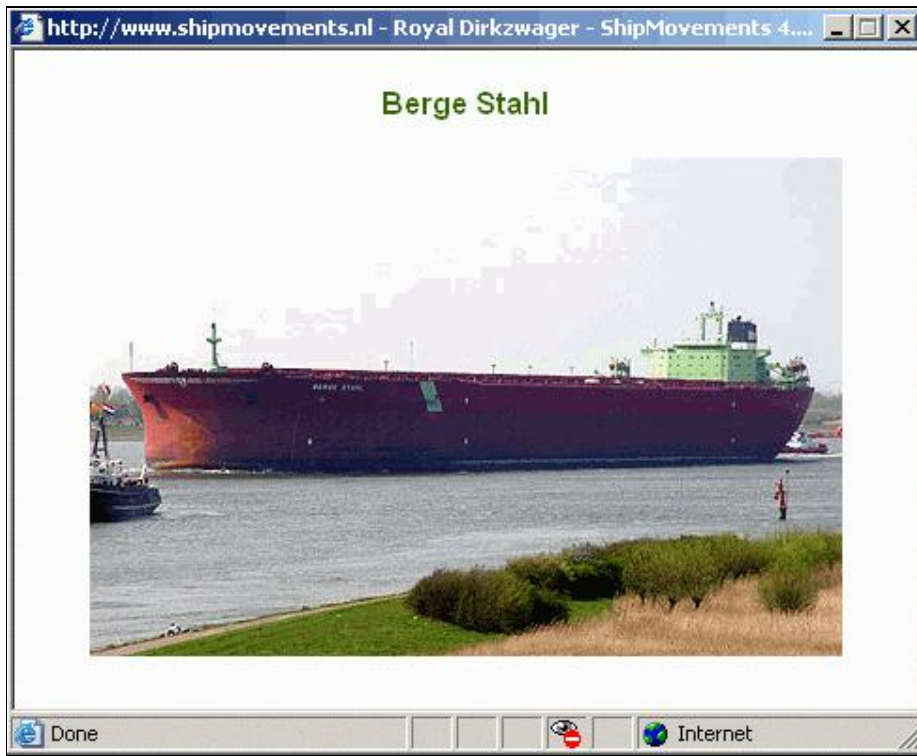 http://www.shipmovements.nl - Royal Dirkzwager - ShipMovements 4....
Berge Stahl
BERGE STAHL
Done
Internet